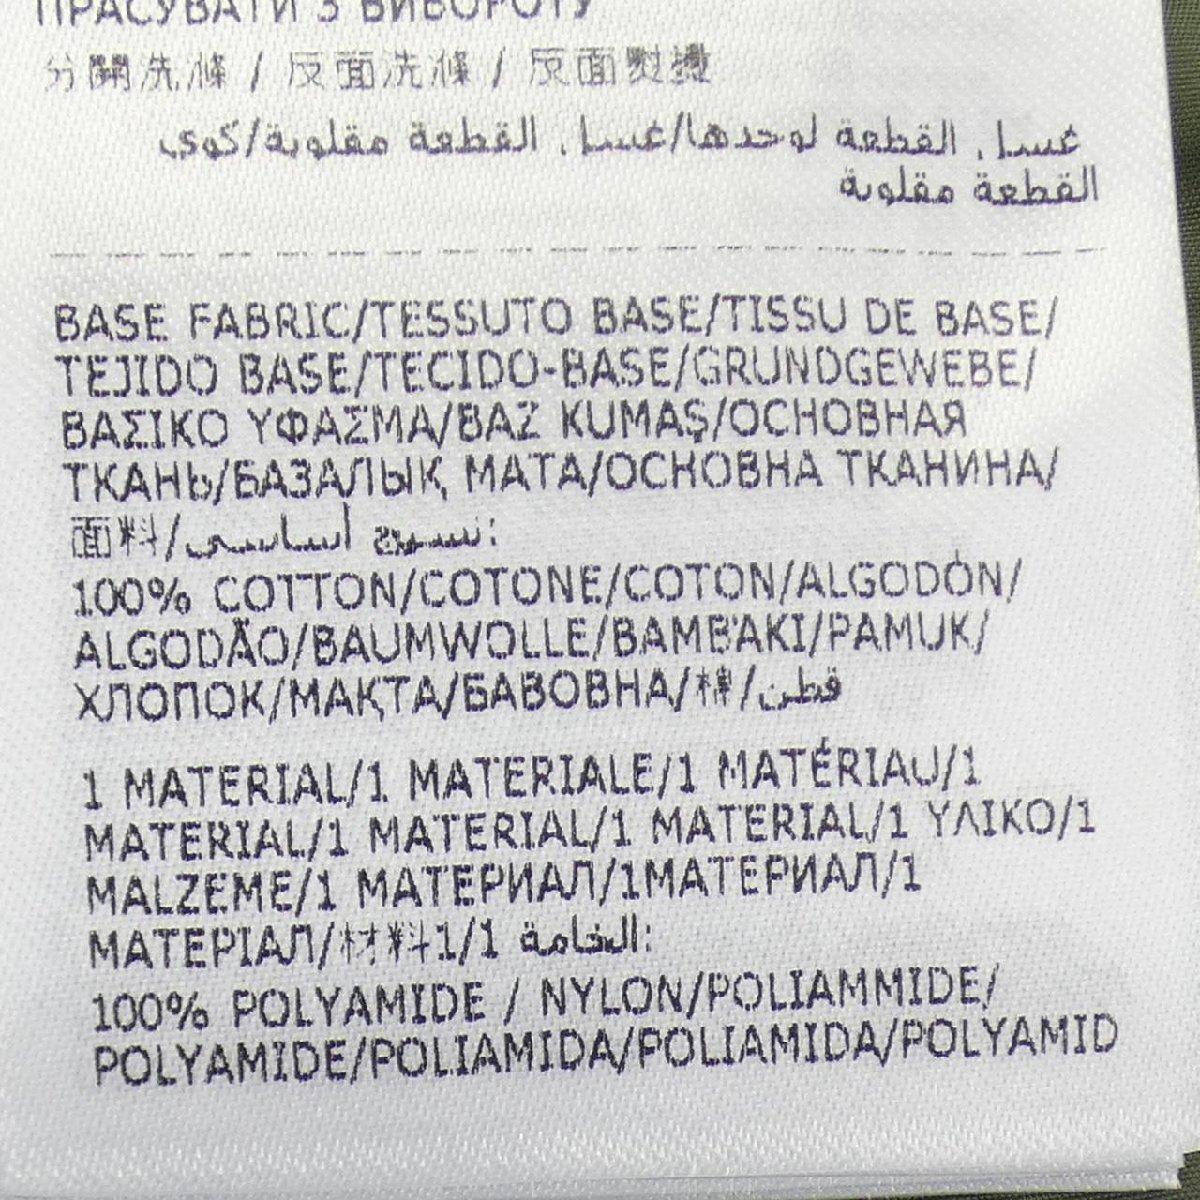 ПРАСУВАТИ З ВИВОРОТУ
分開洗滌 / 反面洗滌 / 反面熨燙
غسل القطعة لوحدها/غسل القطعة مقلوبة/كوي
القطعة مقلوبة
BASE FABRIC/TESSUTO BASE/TISSU DE BASE/
TEJIDO BASE/TECIDO-BASE/GRUNDGEWEBE/
ΒΑΣΙΚΟ ΥΦΑΣΜΑ/BAZ KUMAŞ/ОСНОВНАЯ
ТКАНЬ/БАЗАЛЫҚ МАТА/ОСНОВНА ТКАНИНА/
面料/نسيج أساسي:
100% COTTON/COTONE/COTON/ALGODÓN/
ALGODÃO/BAUMWOLLE/ΒΑΜΒΆΚΙ/PAMUK/
ХЛОПОК/МАҚТА/БАВОВНА/棉/قطن
1 MATERIAL/1 MATERIALE/1 MATÉRIAU/1
MATERIAL/1 MATERIAL/1 MATERIAL/1 ΥΛΙΚΟ/1
MALZEME/1 МАТЕРИАЛ/1МАТЕРИАЛ/1
МАТЕРІАЛ/材料1/1 الخامة:
100% POLYAMIDE / NYLON/POLIAMMIDE/
POLYAMIDE/POLIAMIDA/POLIAMIDA/POLYAMID